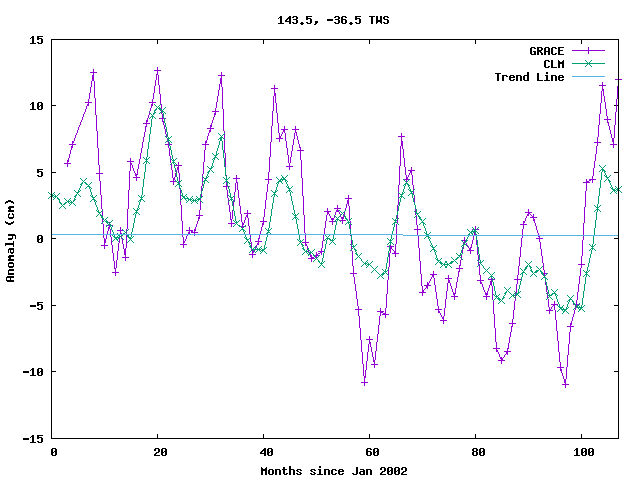 143.5, -36.5 TWS
GRACE
CLM
Trend Line
15
10
5
0
-5
-10
-15
Anomaly (cm)
0 20 40 60 80 100
Months since Jan 2002